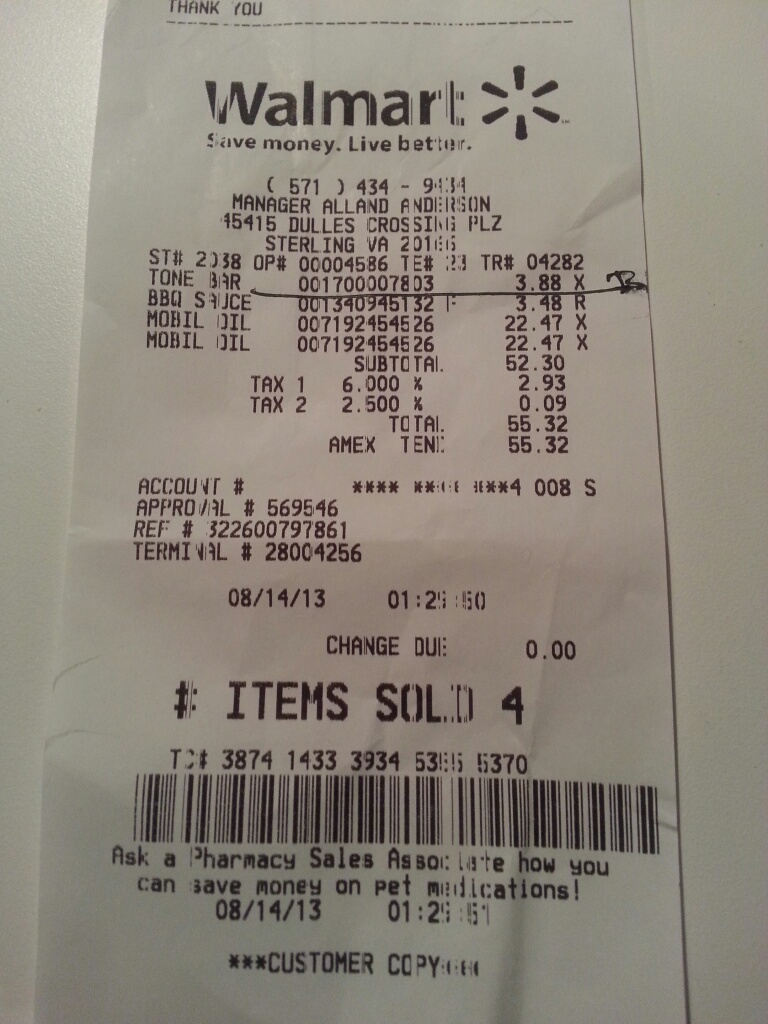 THANK YOU
Walmart
Save money. Live better.
( 571 ) 434 - 9434
MANAGER ALLAND ANDERSON
45415 DULLES CROSSING PLZ
STERLING VA 20166
ST# 2038 OP# 00004586 TE# 23 TR# 04282
TONE BAR 001700007803 3.88 X
BBQ SAUCE 001340945132 F 3.48 R
MOBIL OIL 007192454526 22.47 X
MOBIL OIL 007192454526 22.47 X
SUBTOTAL 52.30
TAX 1 6.000 % 2.93
TAX 2 2.500 % 0.09
TOTAL 55.32
AMEX TEND 55.32
ACCOUNT # **** **** ***4 008 S
APPROVAL # 569546
REF # 322600797861
TERMINAL # 28004256
08/14/13 01:25:50
CHANGE DUE 0.00
# ITEMS SOLD 4
TC# 3874 1433 3934 5355 5370
Ask a Pharmacy Sales Associate how you
can save money on pet medications!
08/14/13 01:25:51
***CUSTOMER COPY***